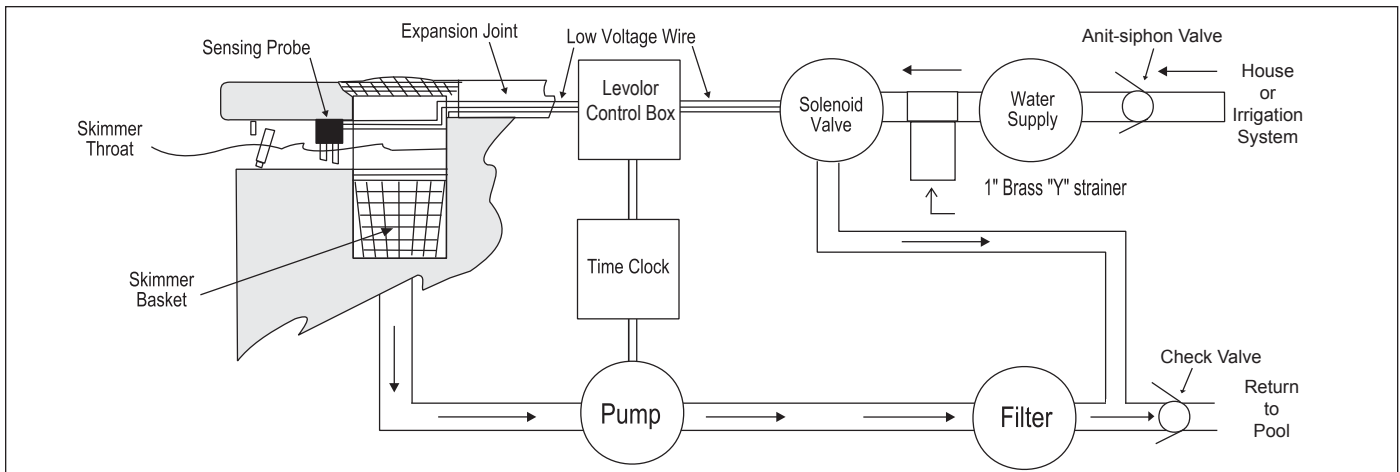 Expansion Joint
Low Voltage Wire
Anit-siphon Valve
Sensing Probe
Levolor
Control Box
Solenoid
Valve
Water
Supply
House
or
Irrigation
System
Skimmer
Throat
1" Brass "Y" strainer
Time Clock
Skimmer
Basket
Check Valve
Pump
Filter
Return
to
Pool